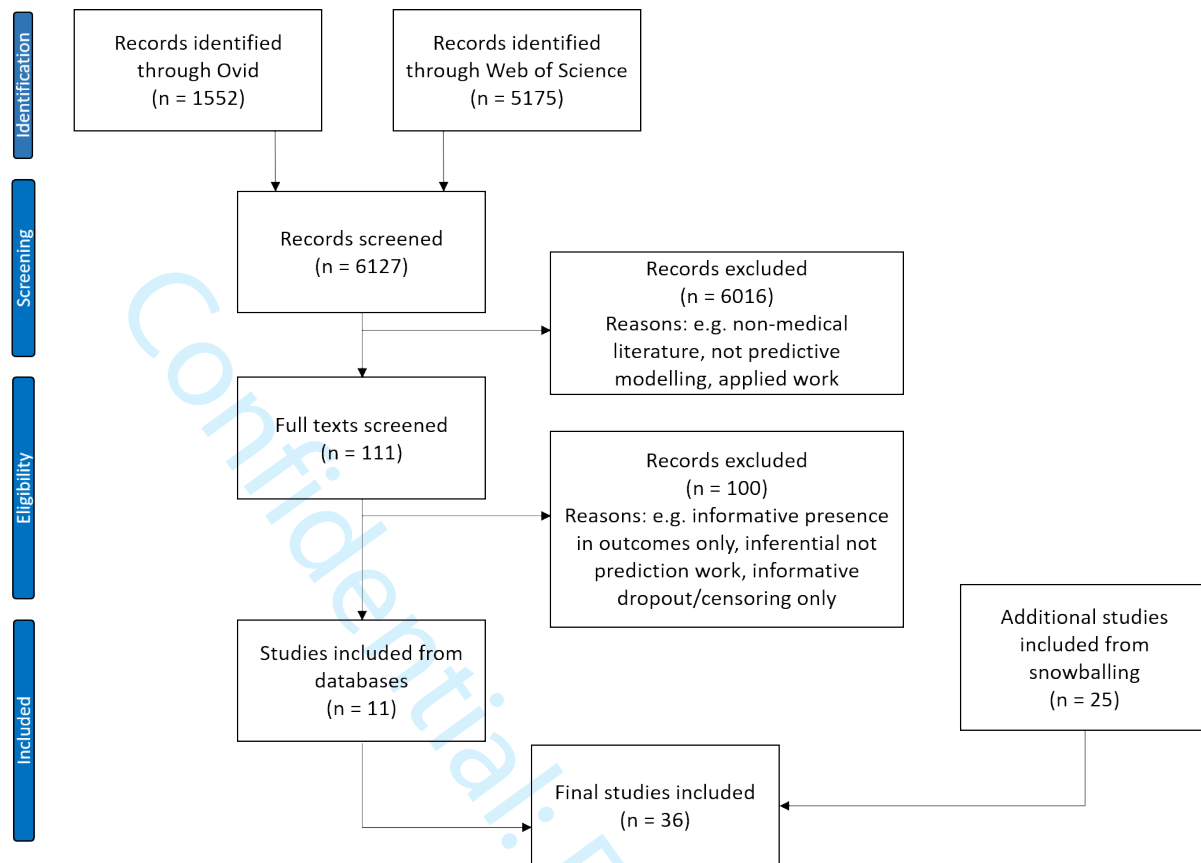 Identification
Records identified
through Ovid
(n = 1552)
Records identified
through Web of Science
(n = 5175)
Screening
Records screened
(n = 6127)
Records excluded
(n = 6016)
Reasons: e.g. non-medical
literature, not predictive
modelling, applied work
Eligibility
Full texts screened
(n = 111)
Records excluded
(n = 100)
Reasons: e.g. informative presence
in outcomes only, inferential not
prediction work, informative
dropout/censoring only
Included
Studies included from
databases
(n = 11)
Additional studies
included from
snowballing
(n = 25)
Final studies included
(n = 36)
Confidential: